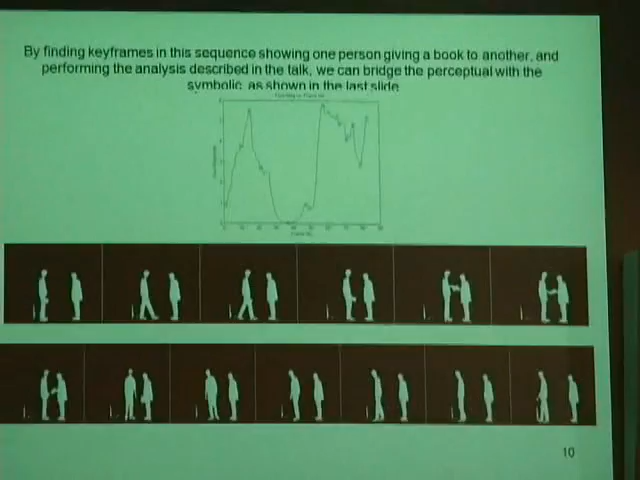 By finding keyframes in this sequence showing one person giving a book to another, and
performing the analysis described in the talk, we can bridge the perceptual with the
symbolic, as shown in the last slide.
10